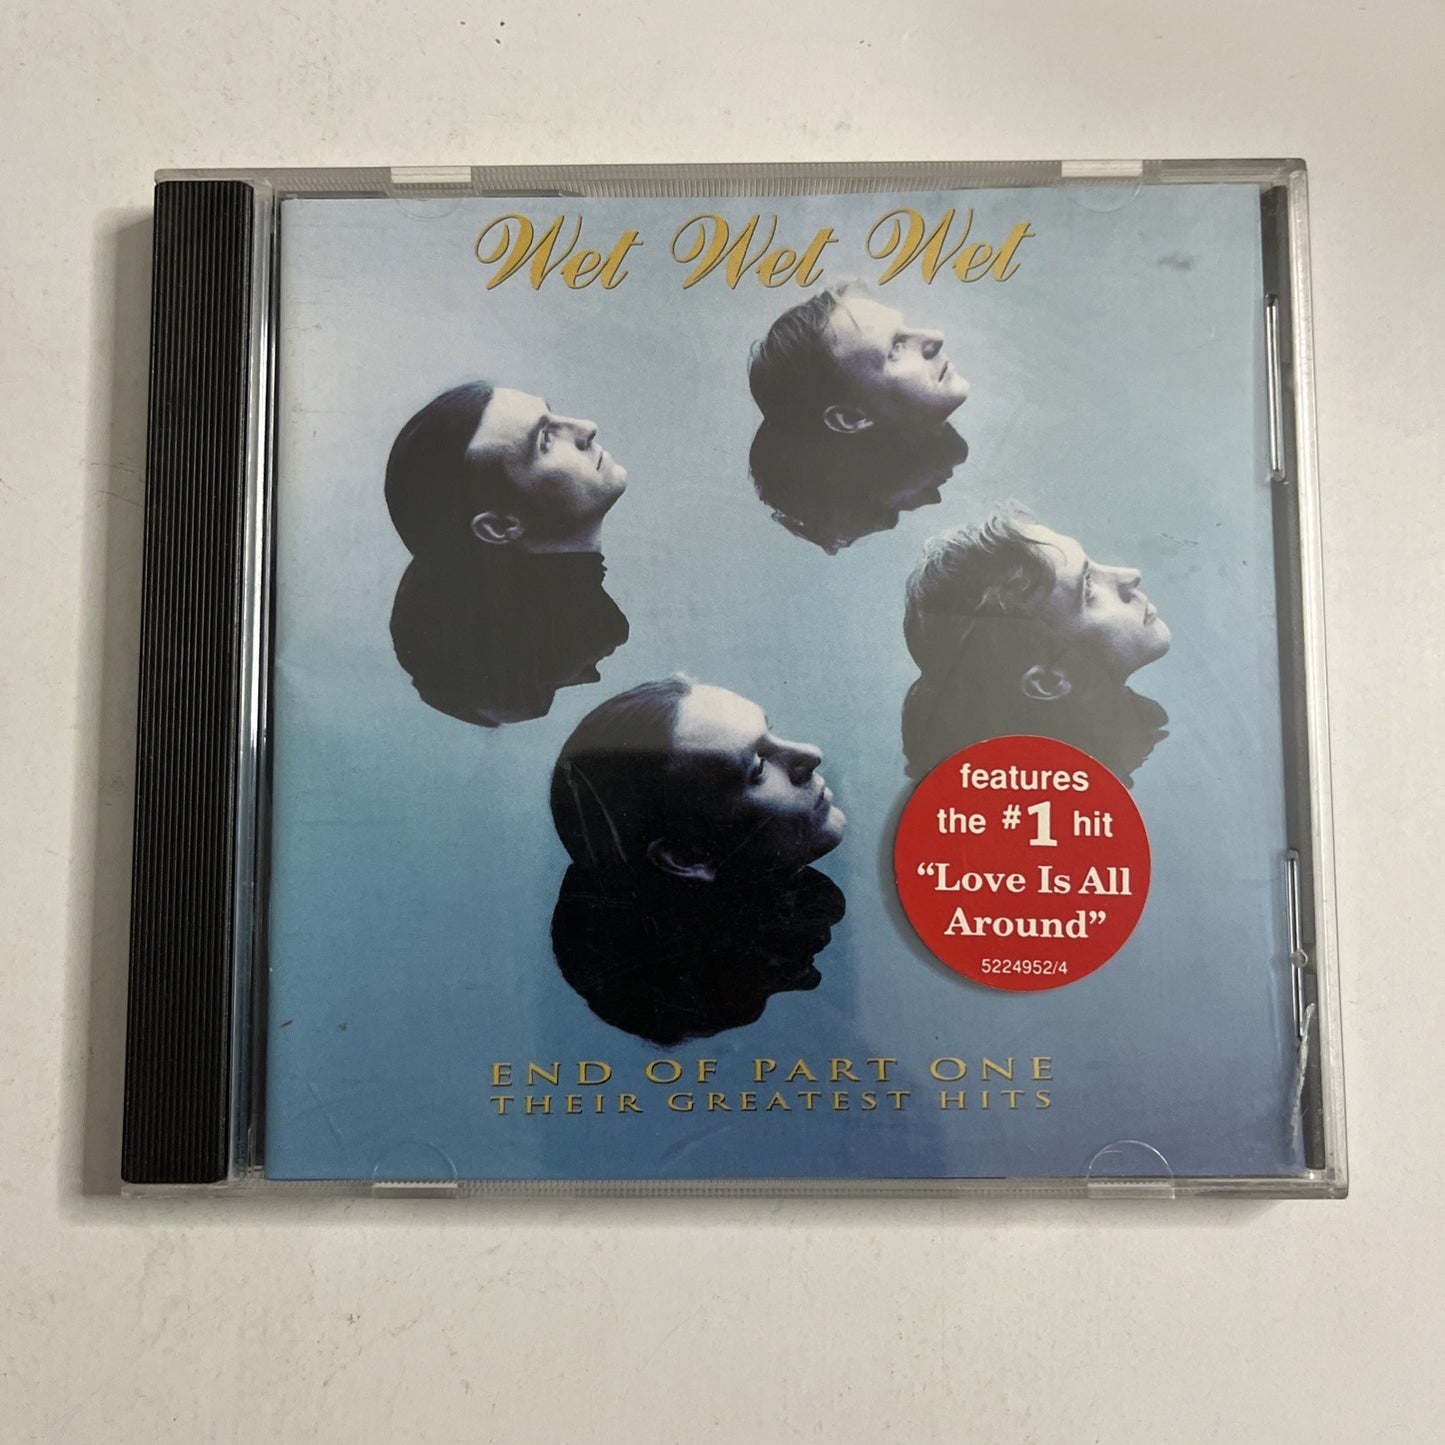 Wet Wet Wet
features
the #1 hit
“Love Is All
Around”
5224952/4
END OF PART ONE
THEIR GREATEST HITS